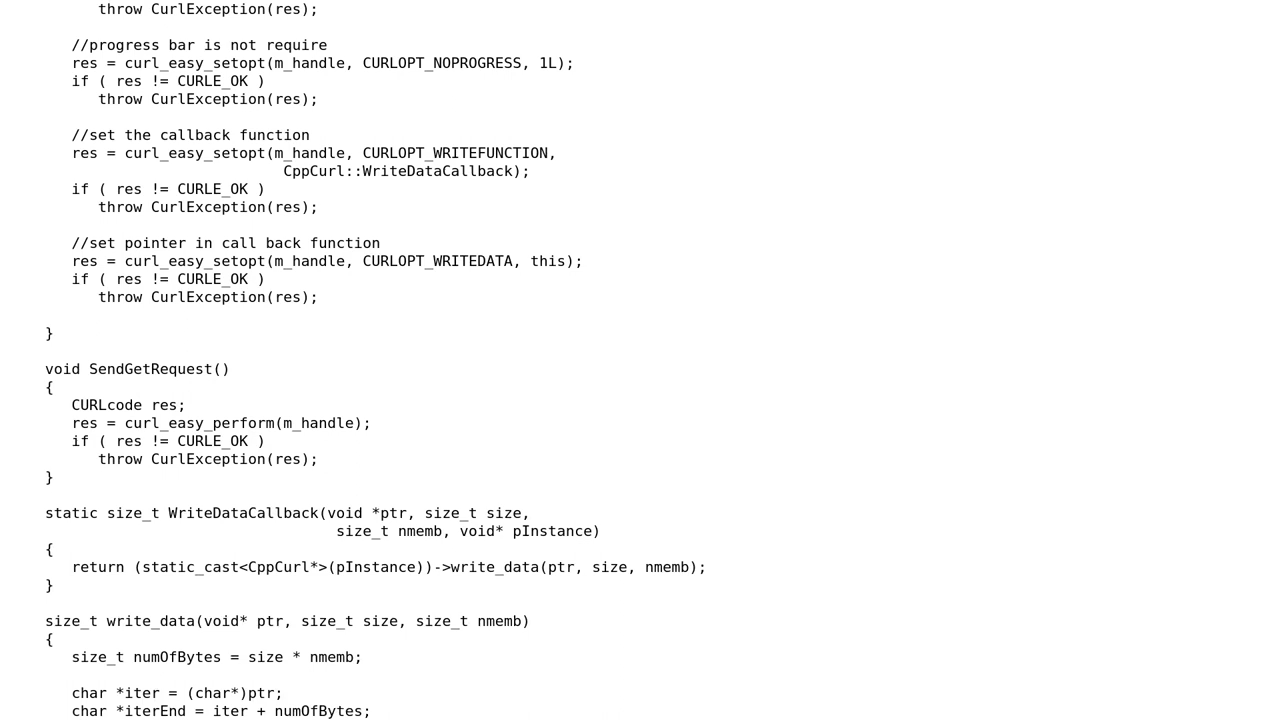 throw CurlException(res);
//progress bar is not require
res = curl_easy_setopt(m_handle, CURLOPT_NOPROGRESS, 1L);
if ( res != CURLE_OK )
throw CurlException(res);
//set the callback function
res = curl_easy_setopt(m_handle, CURLOPT_WRITEFUNCTION,
CppCurl::WriteDataCallback);
if ( res != CURLE_OK )
throw CurlException(res);
//set pointer in call back function
res = curl_easy_setopt(m_handle, CURLOPT_WRITEDATA, this);
if ( res != CURLE_OK )
throw CurlException(res);
}
void SendGetRequest()
{
CURLcode res;
res = curl_easy_perform(m_handle);
if ( res != CURLE_OK )
throw CurlException(res);
}
static size_t WriteDataCallback(void *ptr, size_t size,
size_t nmemb, void* pInstance)
{
return (static_cast<CppCurl*>(pInstance))->write_data(ptr, size, nmemb);
}
size_t write_data(void* ptr, size_t size, size_t nmemb)
{
size_t numOfBytes = size * nmemb;
char *iter = (char*)ptr;
char *iterEnd = iter + numOfBytes;